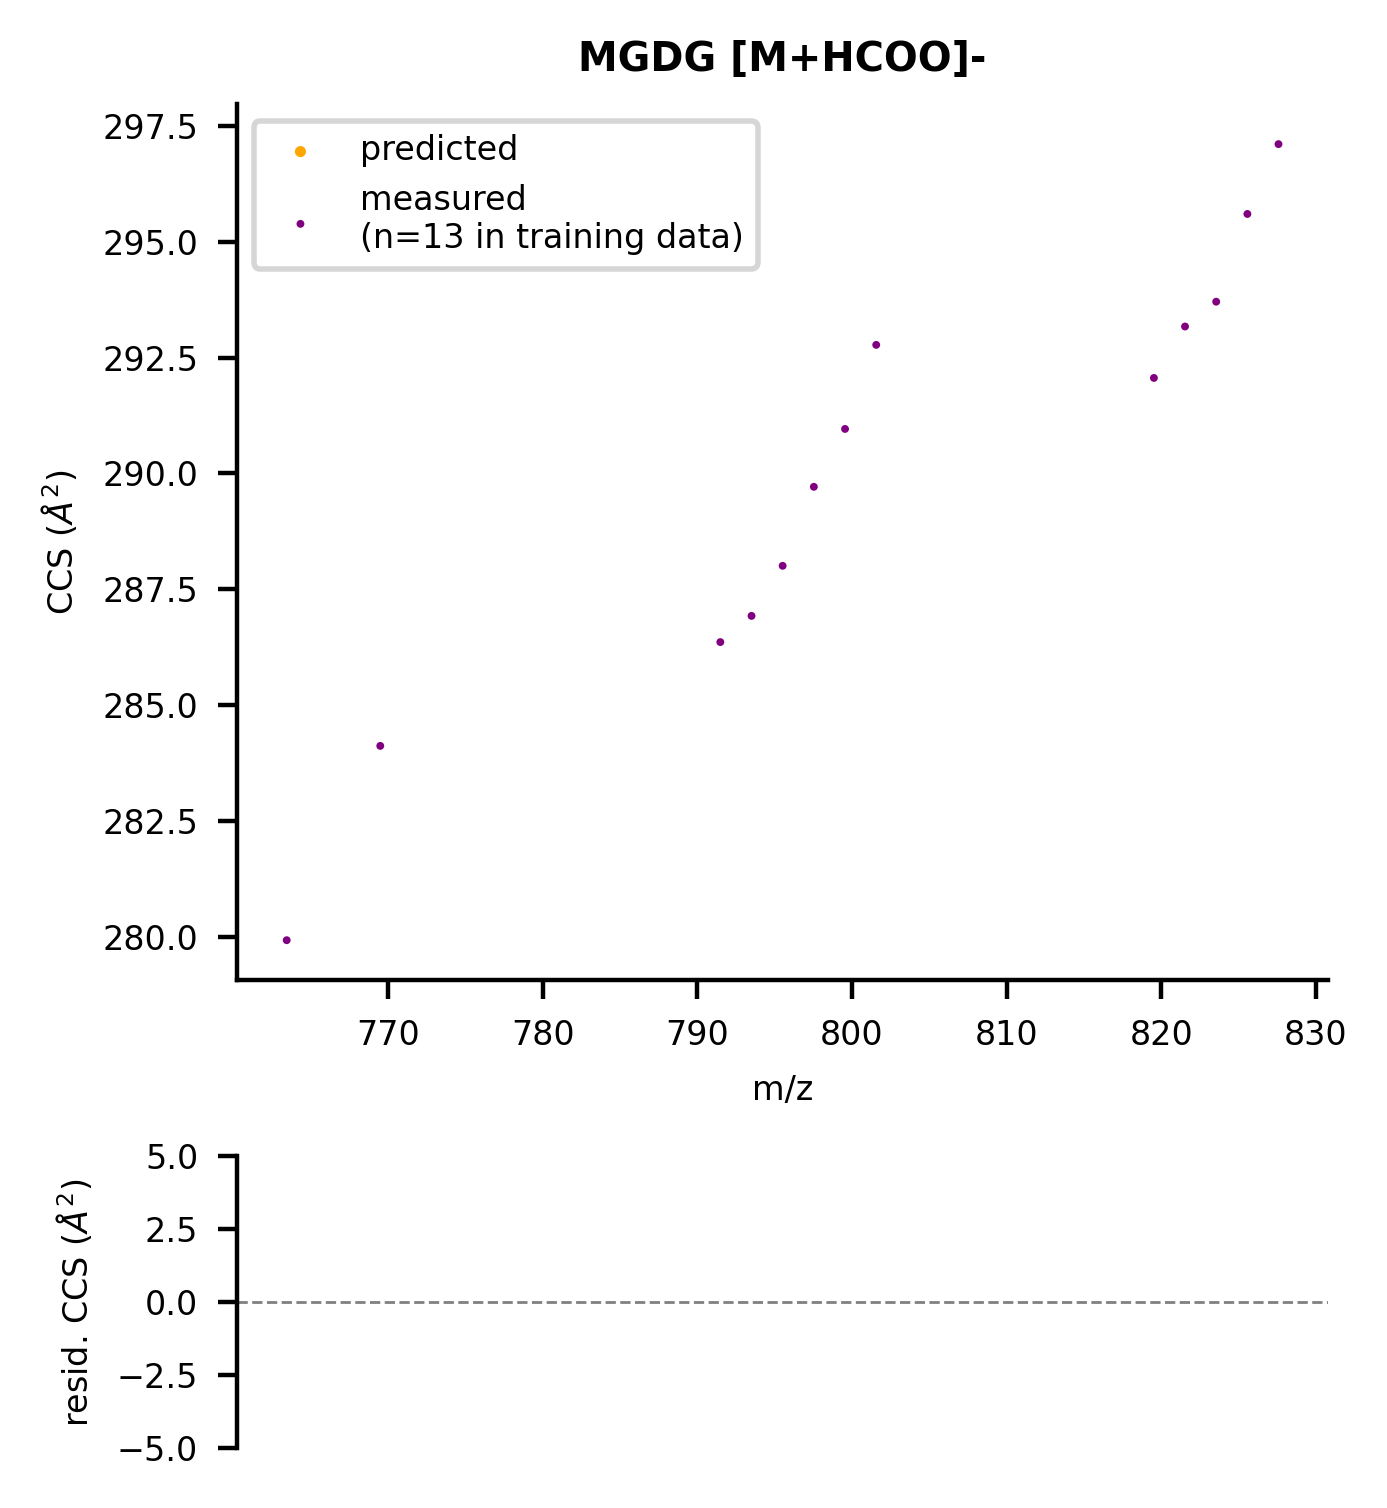 MGDG [M+HCOO]-
predicted
measured
(n=13 in training data)
297.5
295.0
292.5
290.0
287.5
285.0
282.5
280.0
CCS (Å²)
770 780 790 800 810 820 830
m/z
5.0
2.5
0.0
−2.5
−5.0
resid. CCS (Å²)